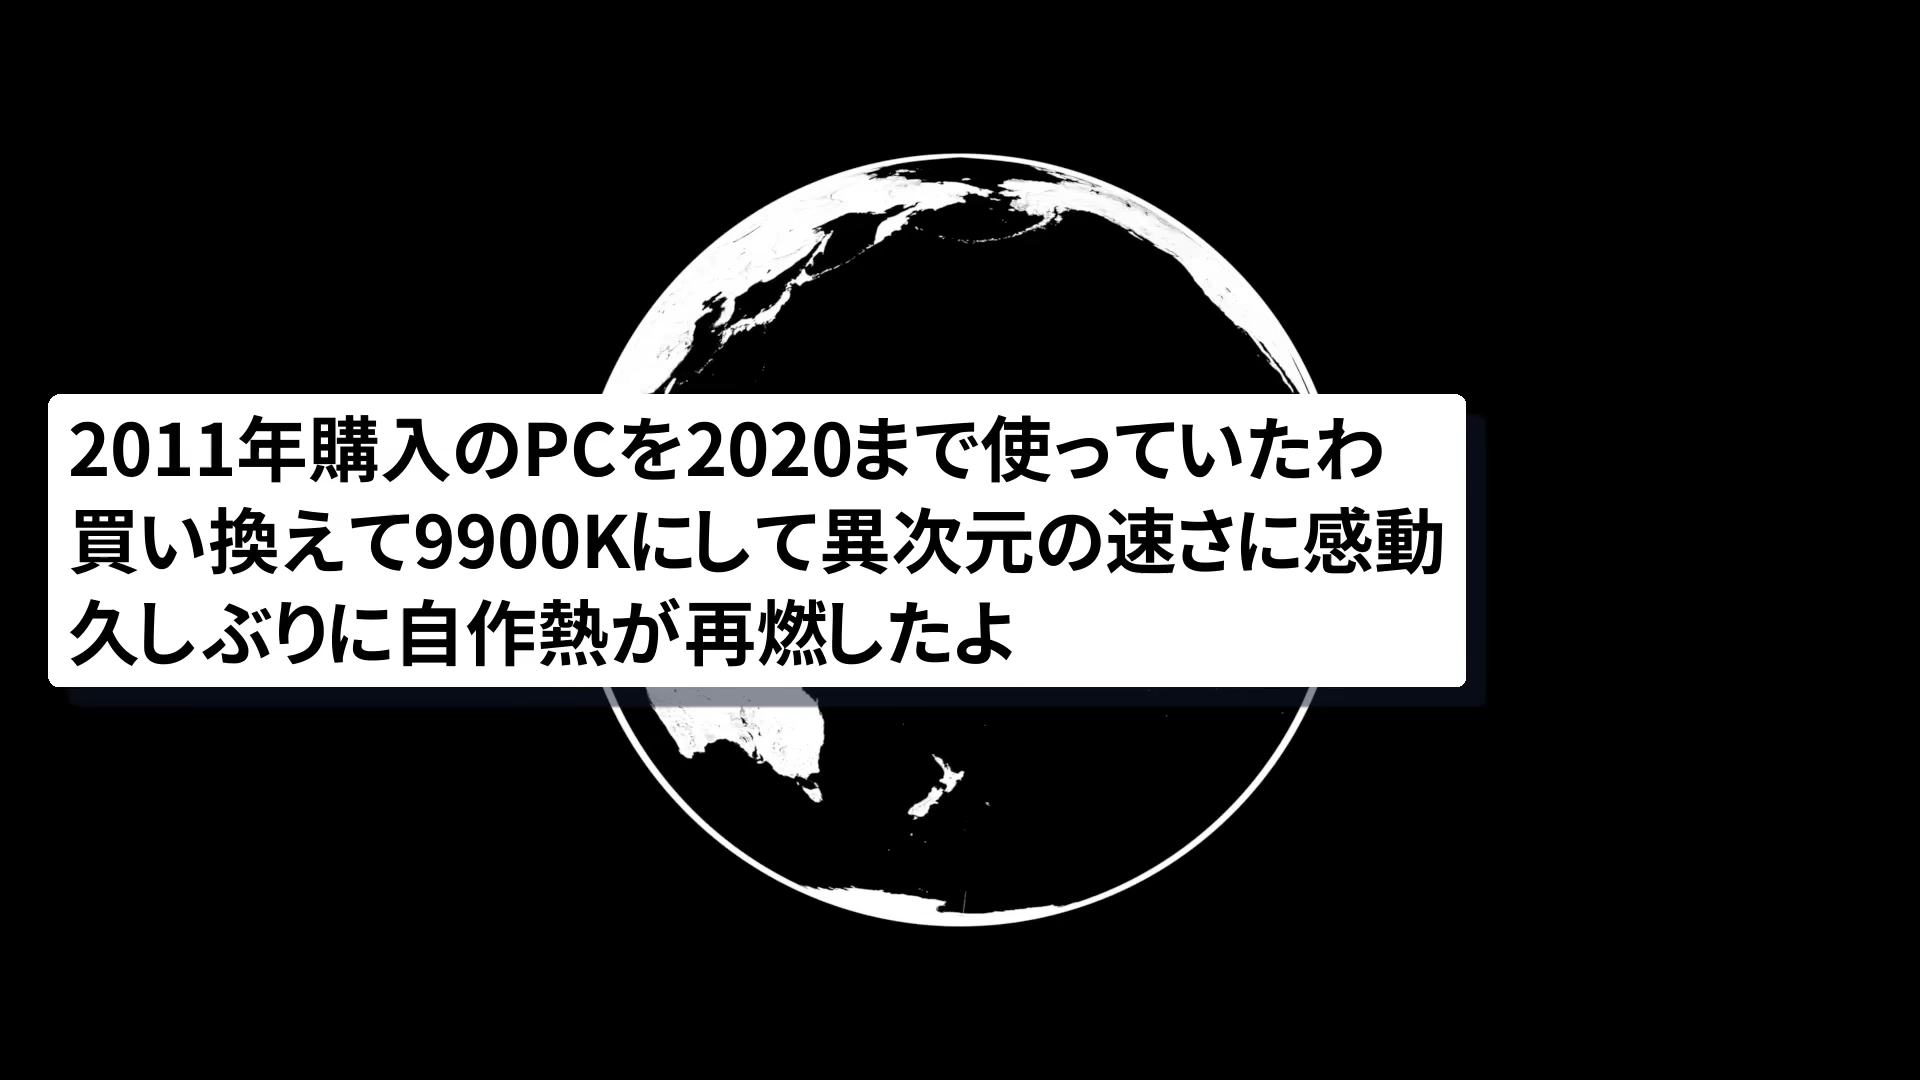 2011年購入のPCを2020まで使っていたわ
買い換えて9900Kにして異次元の速さに感動
久しぶりに自作熱が再燃したよ